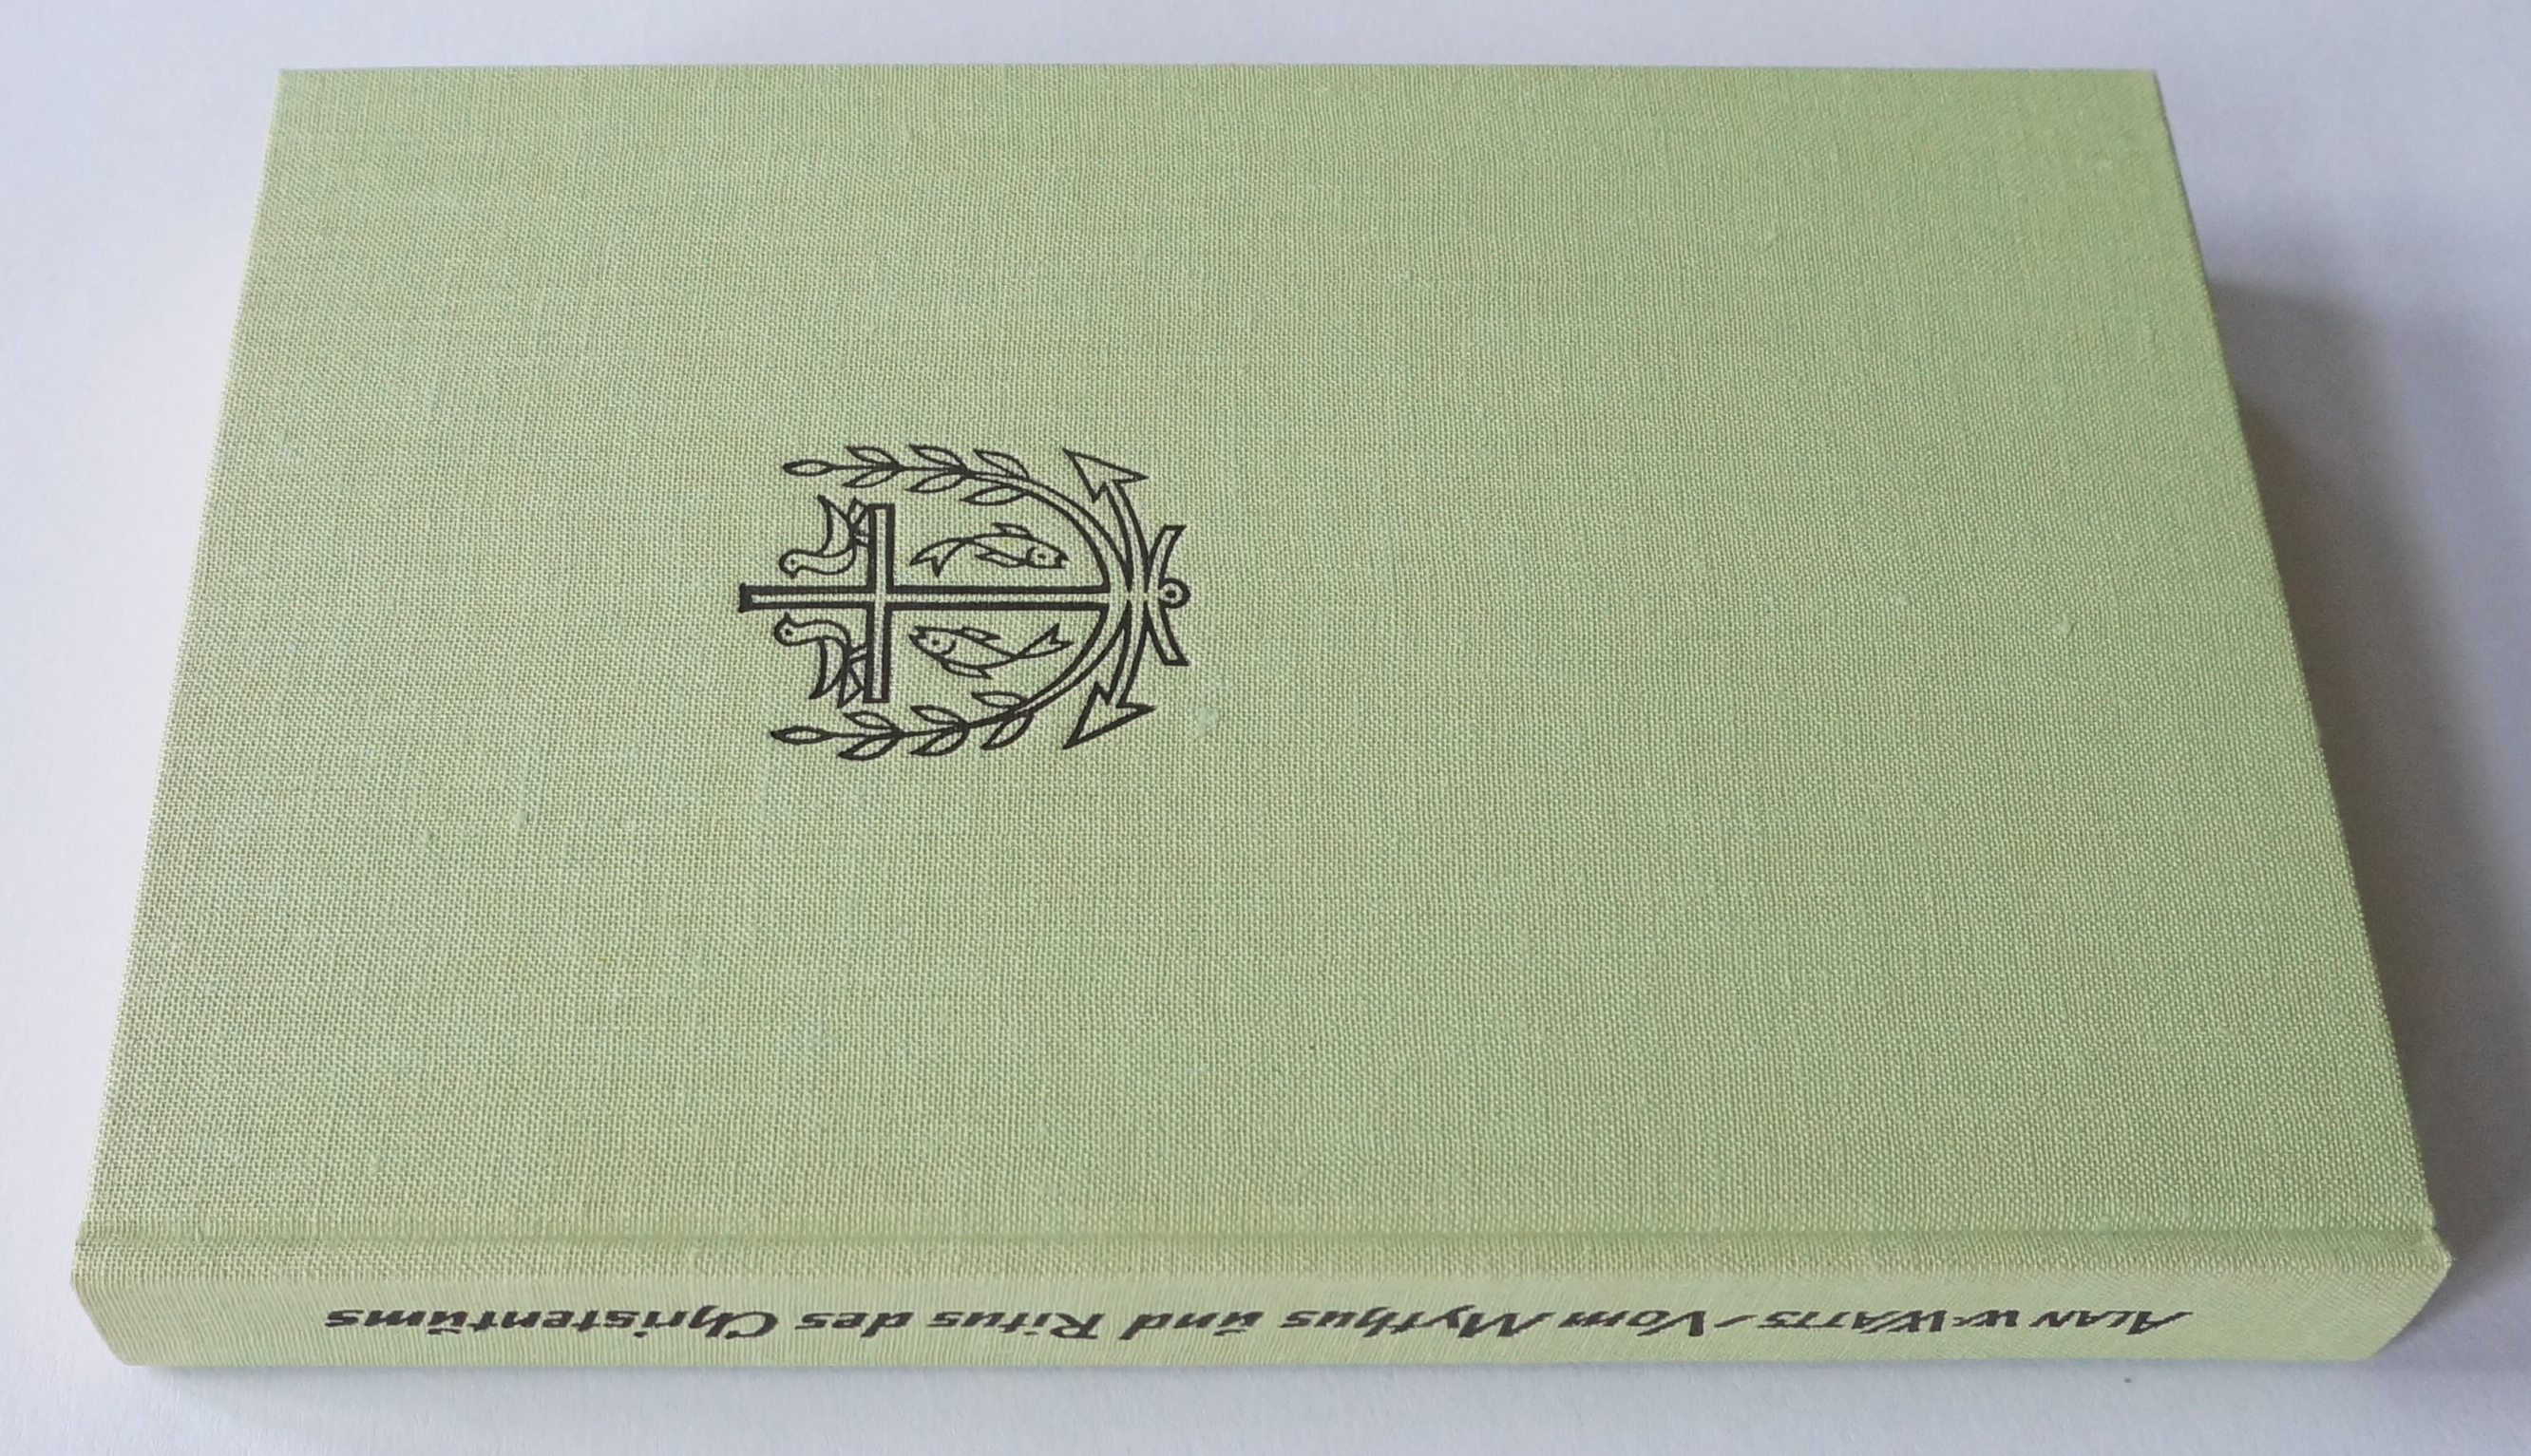 ALAN W. WATTS / Vom Mythus und Ritus des Christentums